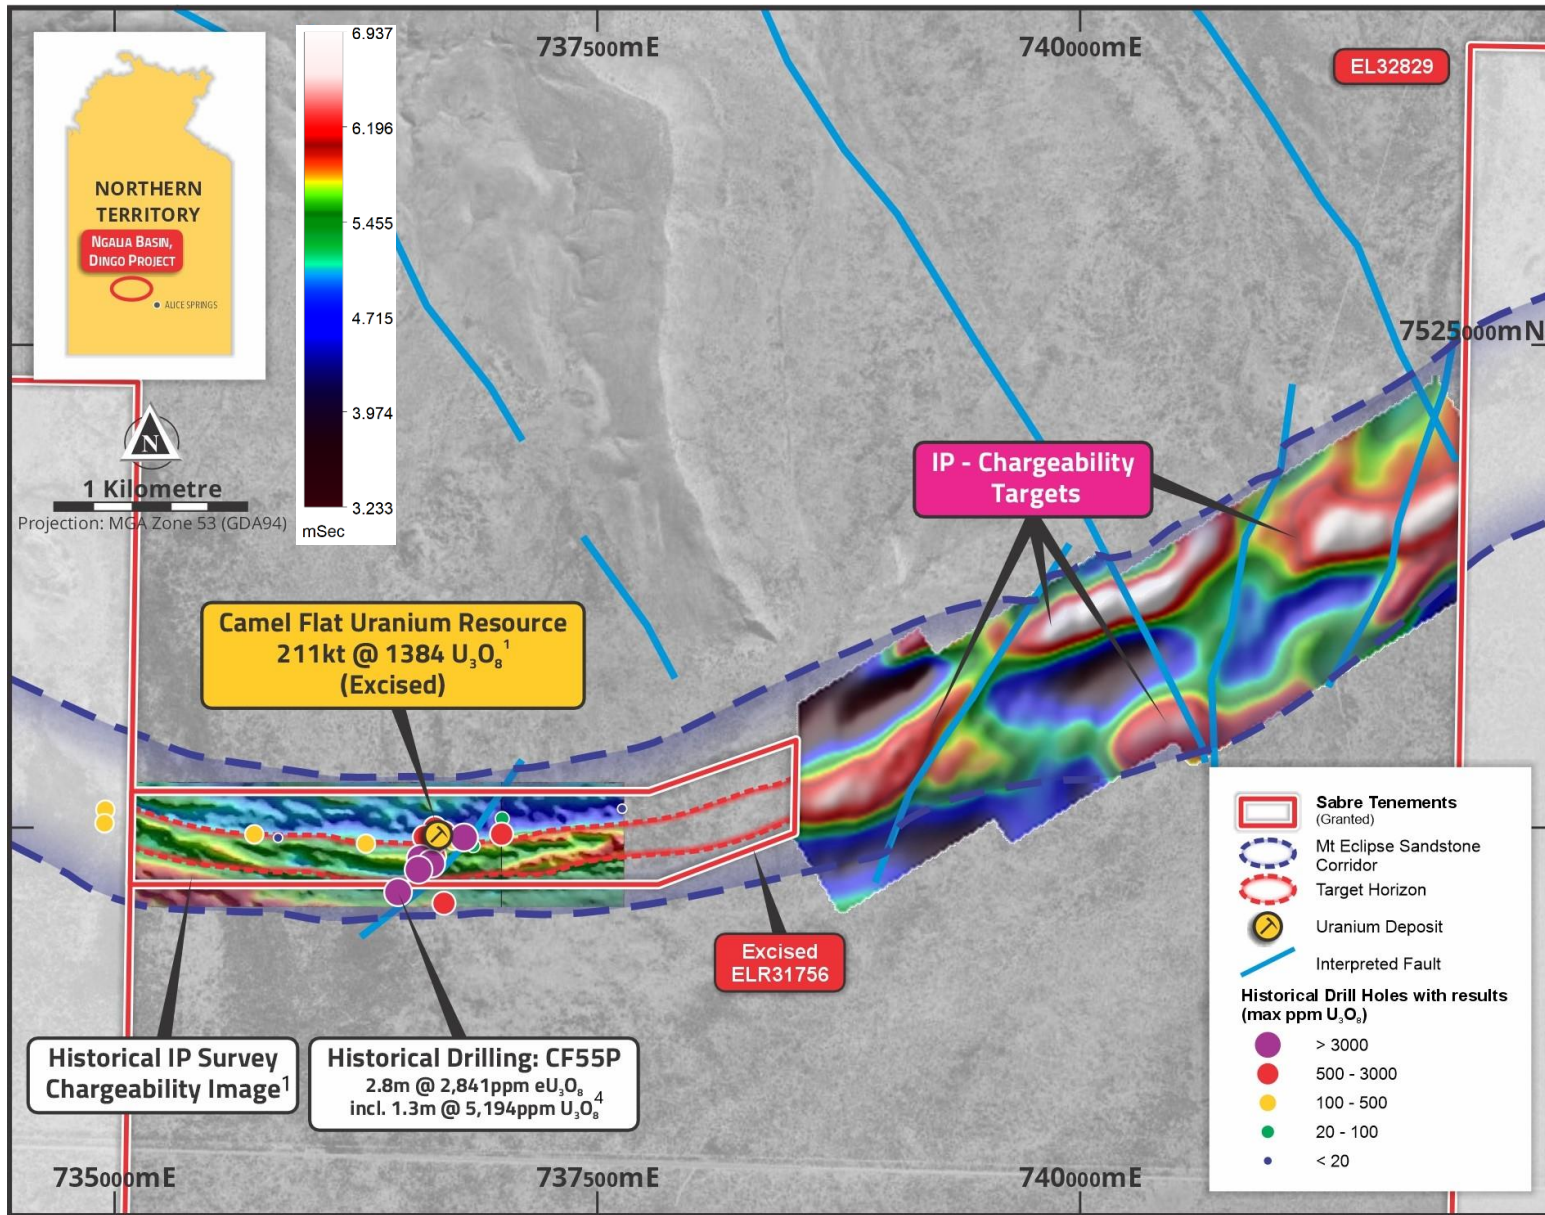 737500mE
740000mE
EL32829
6.937
6.196
5.455
4.715
3.974
3.233
mSec
NORTHERN
TERRITORY
NGALIA BASIN,
DINGO PROJECT
ALICE SPRINGS
7525000mN
N
1 Kilometre
Projection: MGA Zone 53 (GDA94)
IP - Chargeability
Targets
Camel Flat Uranium Resource
211kt @ 1384 U₃O₈¹
(Excised)
Excised
ELR31756
Historical IP Survey
Chargeability Image¹
Historical Drilling: CF55P
2.8m @ 2,841ppm eU₃O₈
incl. 1.3m @ 5,194ppm U₃O₈⁴
Sabre Tenements
(Granted)
Mt Eclipse Sandstone
Corridor
Target Horizon
Uranium Deposit
Interpreted Fault
Historical Drill Holes with results
(max ppm U₃O₈)
> 3000
500 - 3000
100 - 500
20 - 100
< 20
735000mE
737500mE
740000mE